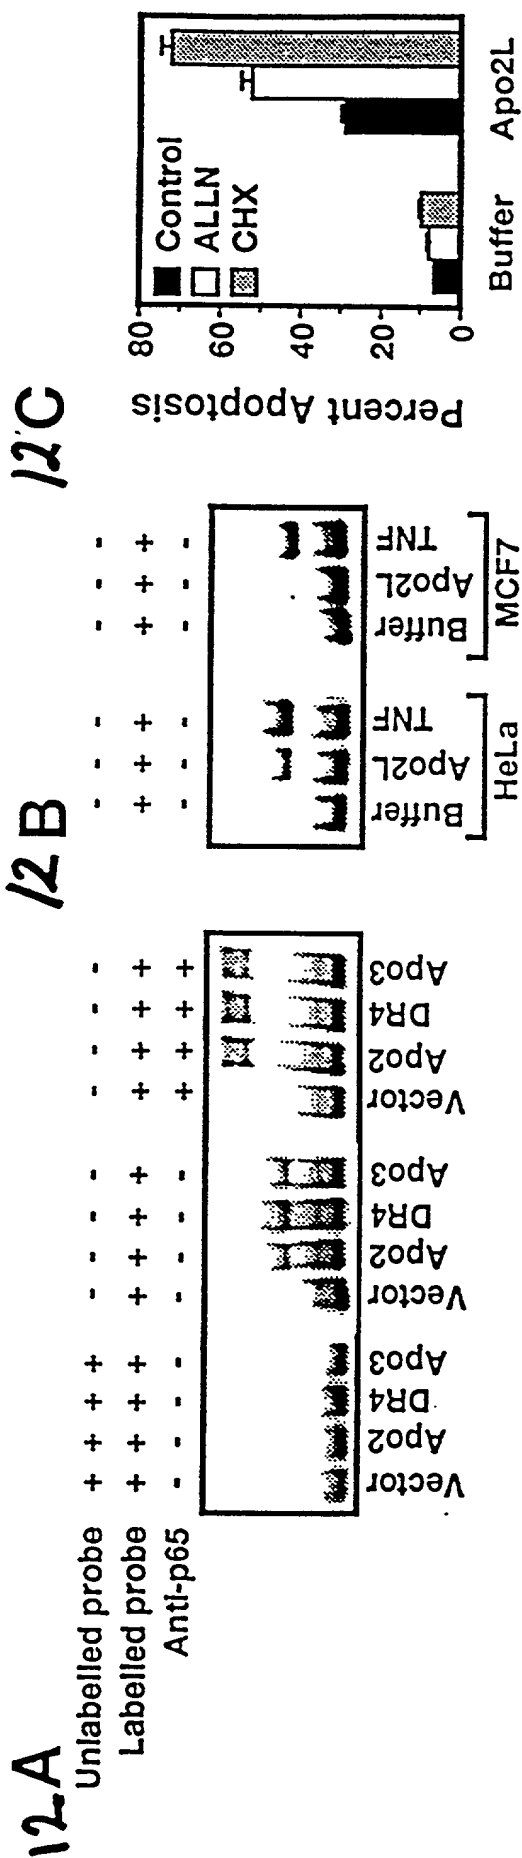 12A
Unlabelled probe + + + + - - - - - - - -
Labelled probe + + + + + + + + + + + +
Anti-p65 - - - - - - - - + + + +
Vector Apo2 DR4 Apo3 Vector Apo2 DR4 Apo3 Vector Apo2 DR4 Apo3
12B
- - - - - -
+ + + + + +
- - - - - -
Buffer Apo2L TNF Buffer Apo2L TNF
HeLa MCF7
12C
Percent Apoptosis
80
60
40
20
0
Control
ALLN
CHX
Buffer Apo2L